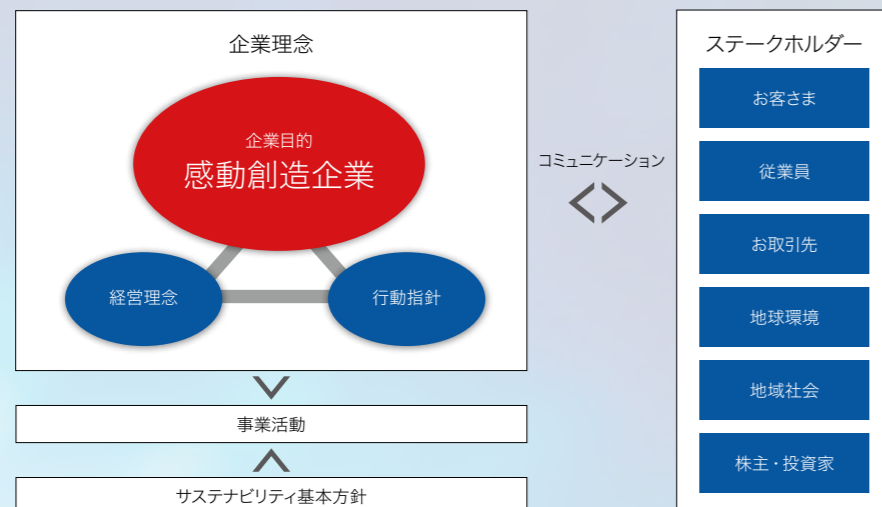 企業理念
企業目的
感動創造企業
経営理念
行動指針
事業活動
サステナビリティ基本方針
コミュニケーション
ステークホルダー
お客さま
従業員
お取引先
地球環境
地域社会
株主・投資家